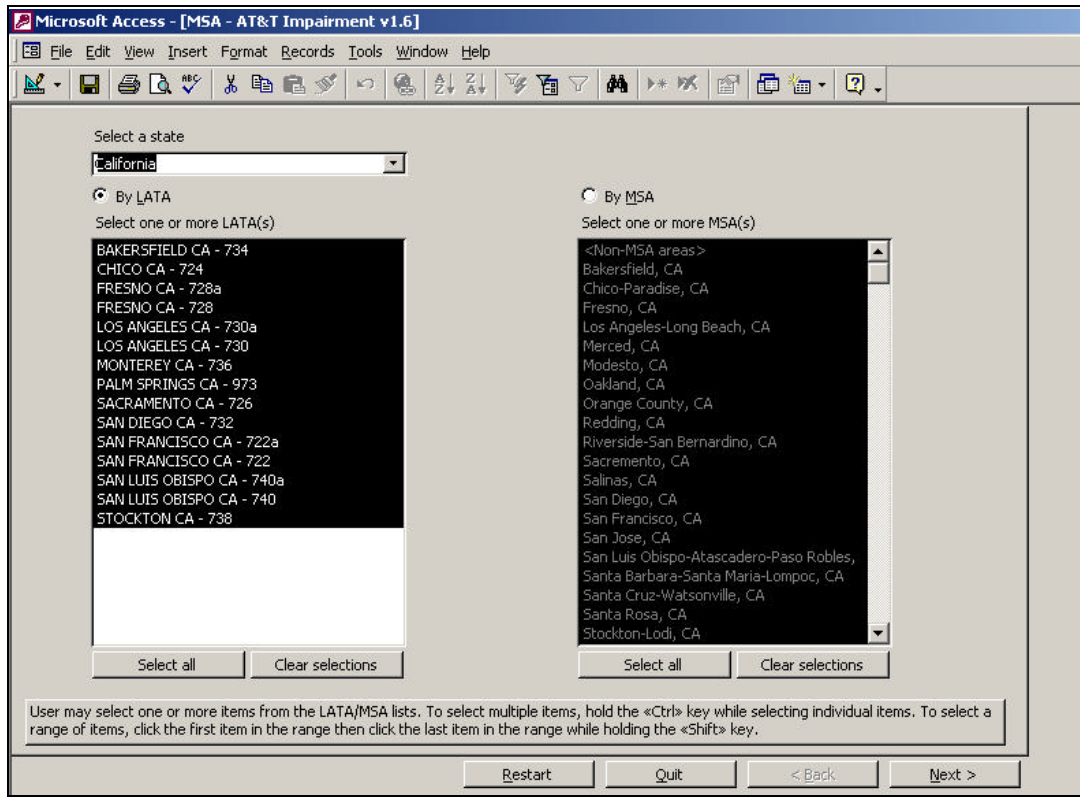 Microsoft Access - [MSA - AT&T Impairment v1.6]
File Edit View Insert Format Records Tools Window Help
Select a state
California
By LATA
Select one or more LATA(s)
BAKERSFIELD CA - 734
CHICO CA - 724
FRESNO CA - 728a
FRESNO CA - 728
LOS ANGELES CA - 730a
LOS ANGELES CA - 730
MONTEREY CA - 736
PALM SPRINGS CA - 973
SACRAMENTO CA - 726
SAN DIEGO CA - 732
SAN FRANCISCO CA - 722a
SAN FRANCISCO CA - 722
SAN LUIS OBISPO CA - 740a
SAN LUIS OBISPO CA - 740
STOCKTON CA - 738
Select all Clear selections
By MSA
Select one or more MSA(s)
<Non-MSA areas>
Bakersfield, CA
Chico-Paradise, CA
Fresno, CA
Los Angeles-Long Beach, CA
Merced, CA
Modesto, CA
Oakland, CA
Orange County, CA
Redding, CA
Riverside-San Bernardino, CA
Sacremento, CA
Salinas, CA
San Diego, CA
San Francisco, CA
San Jose, CA
San Luis Obispo-Atascadero-Paso Robles,
Santa Barbara-Santa Maria-Lompoc, CA
Santa Cruz-Watsonville, CA
Santa Rosa, CA
Stockton-Lodi, CA
Select all Clear selections
User may select one or more items from the LATA/MSA lists. To select multiple items, hold the «Ctrl» key while selecting individual items. To select a
range of items, click the first item in the range then click the last item in the range while holding the «Shift» key.
Restart Quit < Back Next >